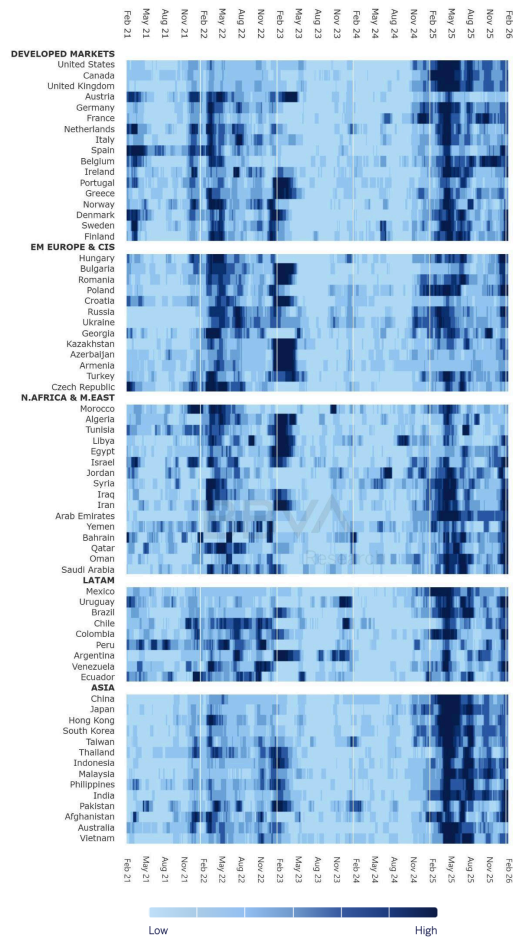 Feb 21 May 21 Aug 21 Nov 21 Feb 22 May 22 Aug 22 Nov 22 Feb 23 May 23 Aug 23 Nov 23 Feb 24 May 24 Aug 24 Nov 24 Feb 25 May 25 Aug 25 Nov 25 Feb 26
DEVELOPED MARKETS
United States
Canada
United Kingdom
Austria
Germany
France
Netherlands
Italy
Spain
Belgium
Ireland
Portugal
Greece
Norway
Denmark
Sweden
Finland
EM EUROPE & CIS
Hungary
Bulgaria
Romania
Poland
Croatia
Russia
Ukraine
Georgia
Kazakhstan
Azerbaijan
Armenia
Turkey
Czech Republic
N.AFRICA & M.EAST
Morocco
Algeria
Tunisia
Libya
Egypt
Israel
Jordan
Syria
Iraq
Iran
Arab Emirates
Yemen
Bahrain
Qatar
Oman
Saudi Arabia
BBVA
Research
LATAM
Mexico
Uruguay
Brazil
Chile
Colombia
Peru
Argentina
Venezuela
Ecuador
ASIA
China
Japan
Hong Kong
South Korea
Taiwan
Thailand
Indonesia
Malaysia
Philippines
India
Pakistan
Afghanistan
Australia
Vietnam
Feb 21 May 21 Aug 21 Nov 21 Feb 22 May 22 Aug 22 Nov 22 Feb 23 May 23 Aug 23 Nov 23 Feb 24 May 24 Aug 24 Nov 24 Feb 25 May 25 Aug 25 Nov 25 Feb 26
Low High